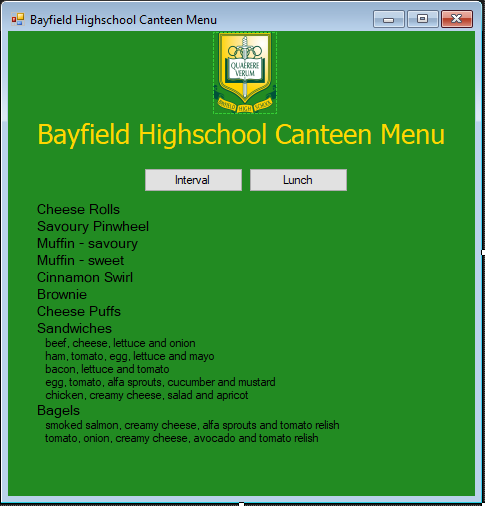 Bayfield Highschool Canteen Menu
QUAERERE
VERUM
BAYFIELD HIGH SCHOOL
Bayfield Highschool Canteen Menu
Interval
Lunch
Cheese Rolls
Savoury Pinwheel
Muffin - savoury
Muffin - sweet
Cinnamon Swirl
Brownie
Cheese Puffs
Sandwiches
beef, cheese, lettuce and onion
ham, tomato, egg, lettuce and mayo
bacon, lettuce and tomato
egg, tomato, alfa sprouts, cucumber and mustard
chicken, creamy cheese, salad and apricot
Bagels
smoked salmon, creamy cheese, alfa sprouts and tomato relish
tomato, onion, creamy cheese, avocado and tomato relish